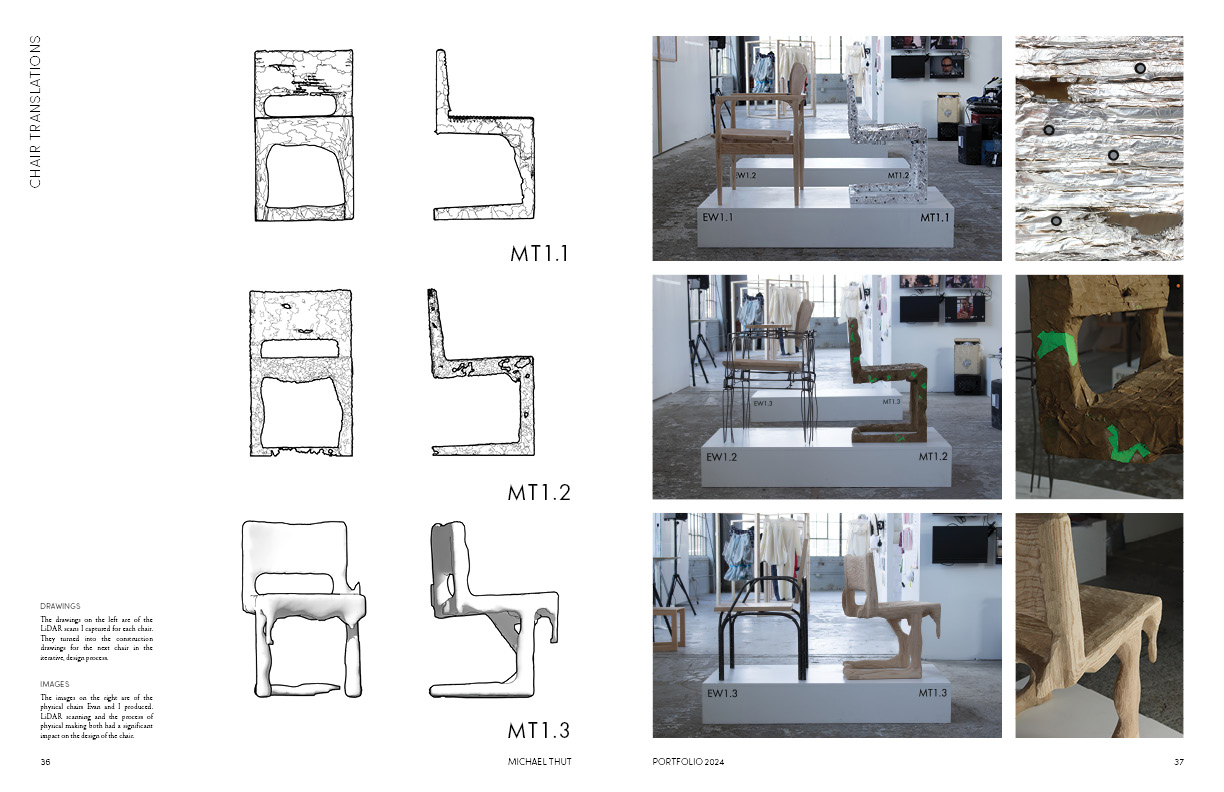 CHAIR TRANSLATIONS
MT1.1
MT1.2
MT1.3
DRAWINGS
The drawings on the left are of the
LiDAR scans I captured for each chair.
They turned into the construction
drawings for the next chair in the
iterative, design process.
IMAGES
The images on the right are of the
physical chairs Evan and I produced.
LiDAR scanning and the process of
physical making both had a significant
impact on the design of the chair.
36
MICHAEL THUT
EW1.2
MT1.2
EW1.1
MT1.1
EW1.3
MT1.3
EW1.2
MT1.2
EW1.3
MT1.3
PORTFOLIO 2024
37